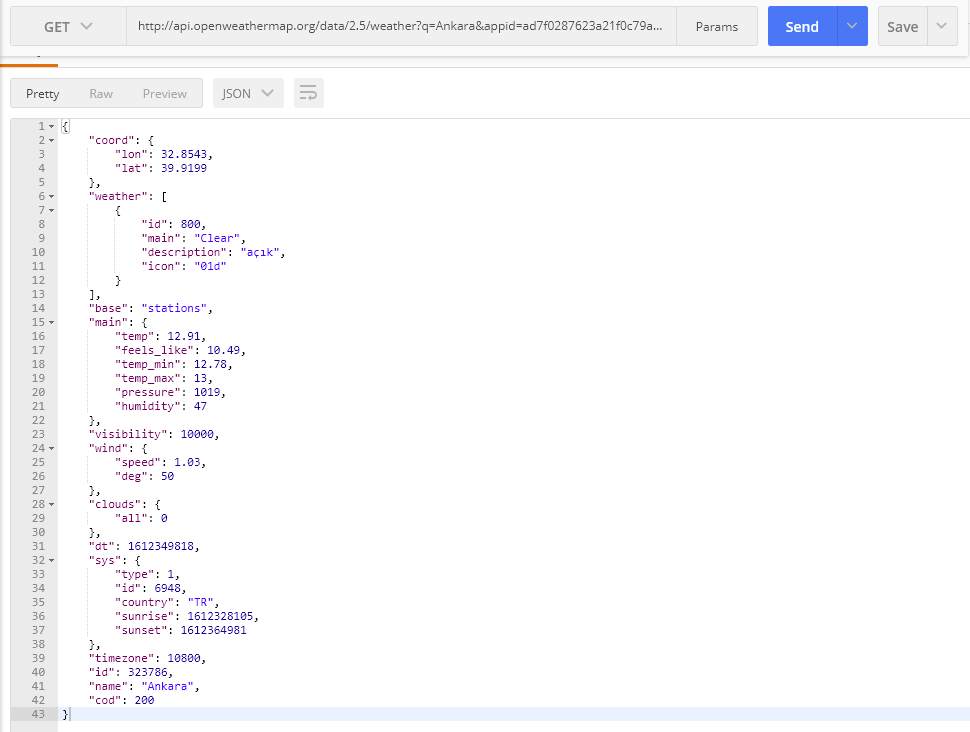 GET
http://api.openweathermap.org/data/2.5/weather?q=Ankara&appid=ad7f0287623a21f0c79a...
Params
Send
Save
Pretty
Raw
Preview
JSON
1 {
2 "coord": {
3 "lon": 32.8543,
4 "lat": 39.9199
5 },
6 "weather": [
7 {
8 "id": 800,
9 "main": "Clear",
10 "description": "açık",
11 "icon": "01d"
12 }
13 ],
14 "base": "stations",
15 "main": {
16 "temp": 12.91,
17 "feels_like": 10.49,
18 "temp_min": 12.78,
19 "temp_max": 13,
20 "pressure": 1019,
21 "humidity": 47
22 },
23 "visibility": 10000,
24 "wind": {
25 "speed": 1.03,
26 "deg": 50
27 },
28 "clouds": {
29 "all": 0
30 },
31 "dt": 1612349818,
32 "sys": {
33 "type": 1,
34 "id": 6948,
35 "country": "TR",
36 "sunrise": 1612328105,
37 "sunset": 1612364981
38 },
39 "timezone": 10800,
40 "id": 323786,
41 "name": "Ankara",
42 "cod": 200
43 }